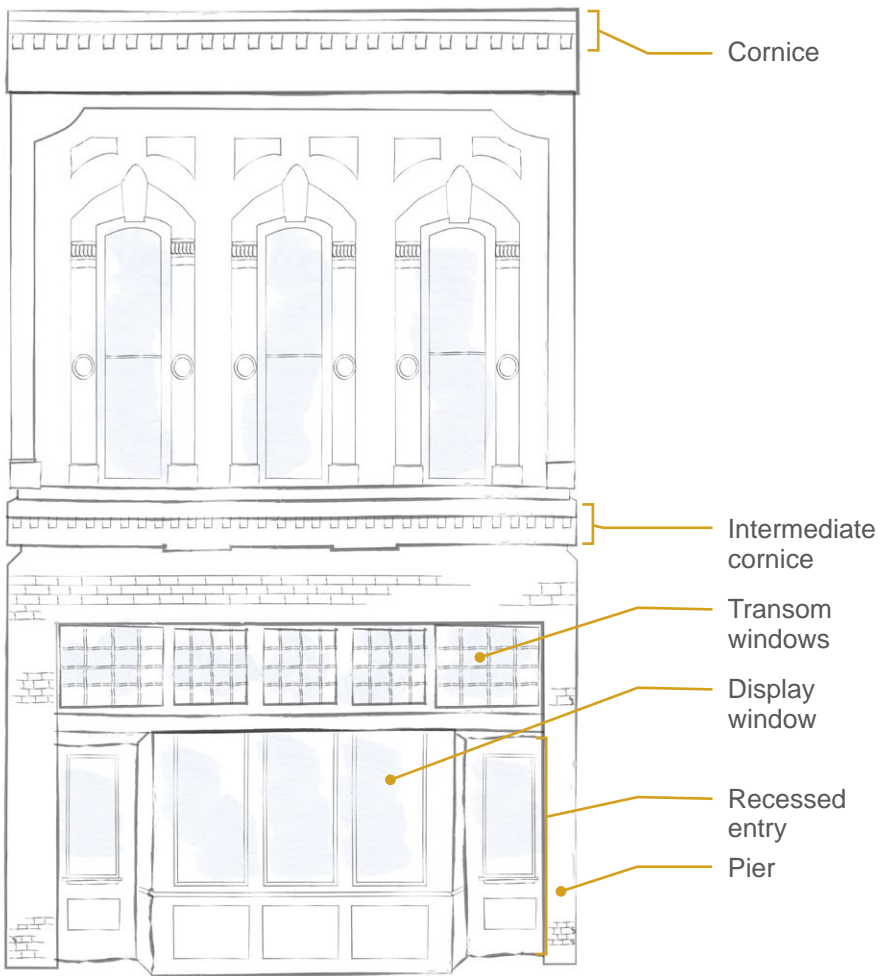 Cornice
Intermediate
cornice
Transom
windows
Display
window
Recessed
entry
Pier